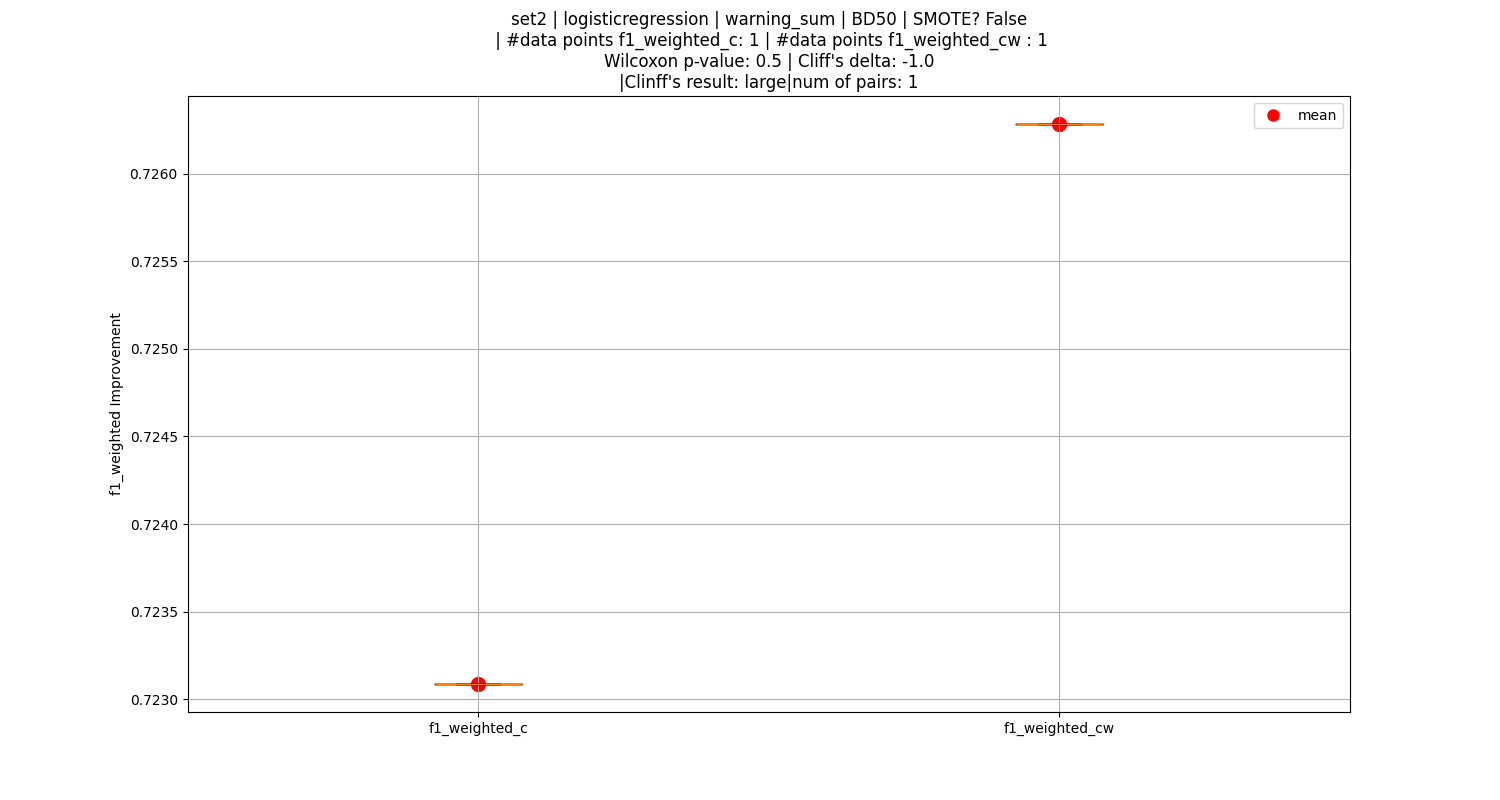 set2 | logisticregression | warning_sum | BD50 | SMOTE? False
| #data points f1_weighted_c: 1 | #data points f1_weighted_cw : 1
Wilcoxon p-value: 0.5 | Cliff's delta: -1.0
|Clinff's result: large|num of pairs: 1
mean
0.7260
0.7255
0.7250
0.7245
0.7240
0.7235
0.7230
f1_weighted Improvement
f1_weighted_c
f1_weighted_cw